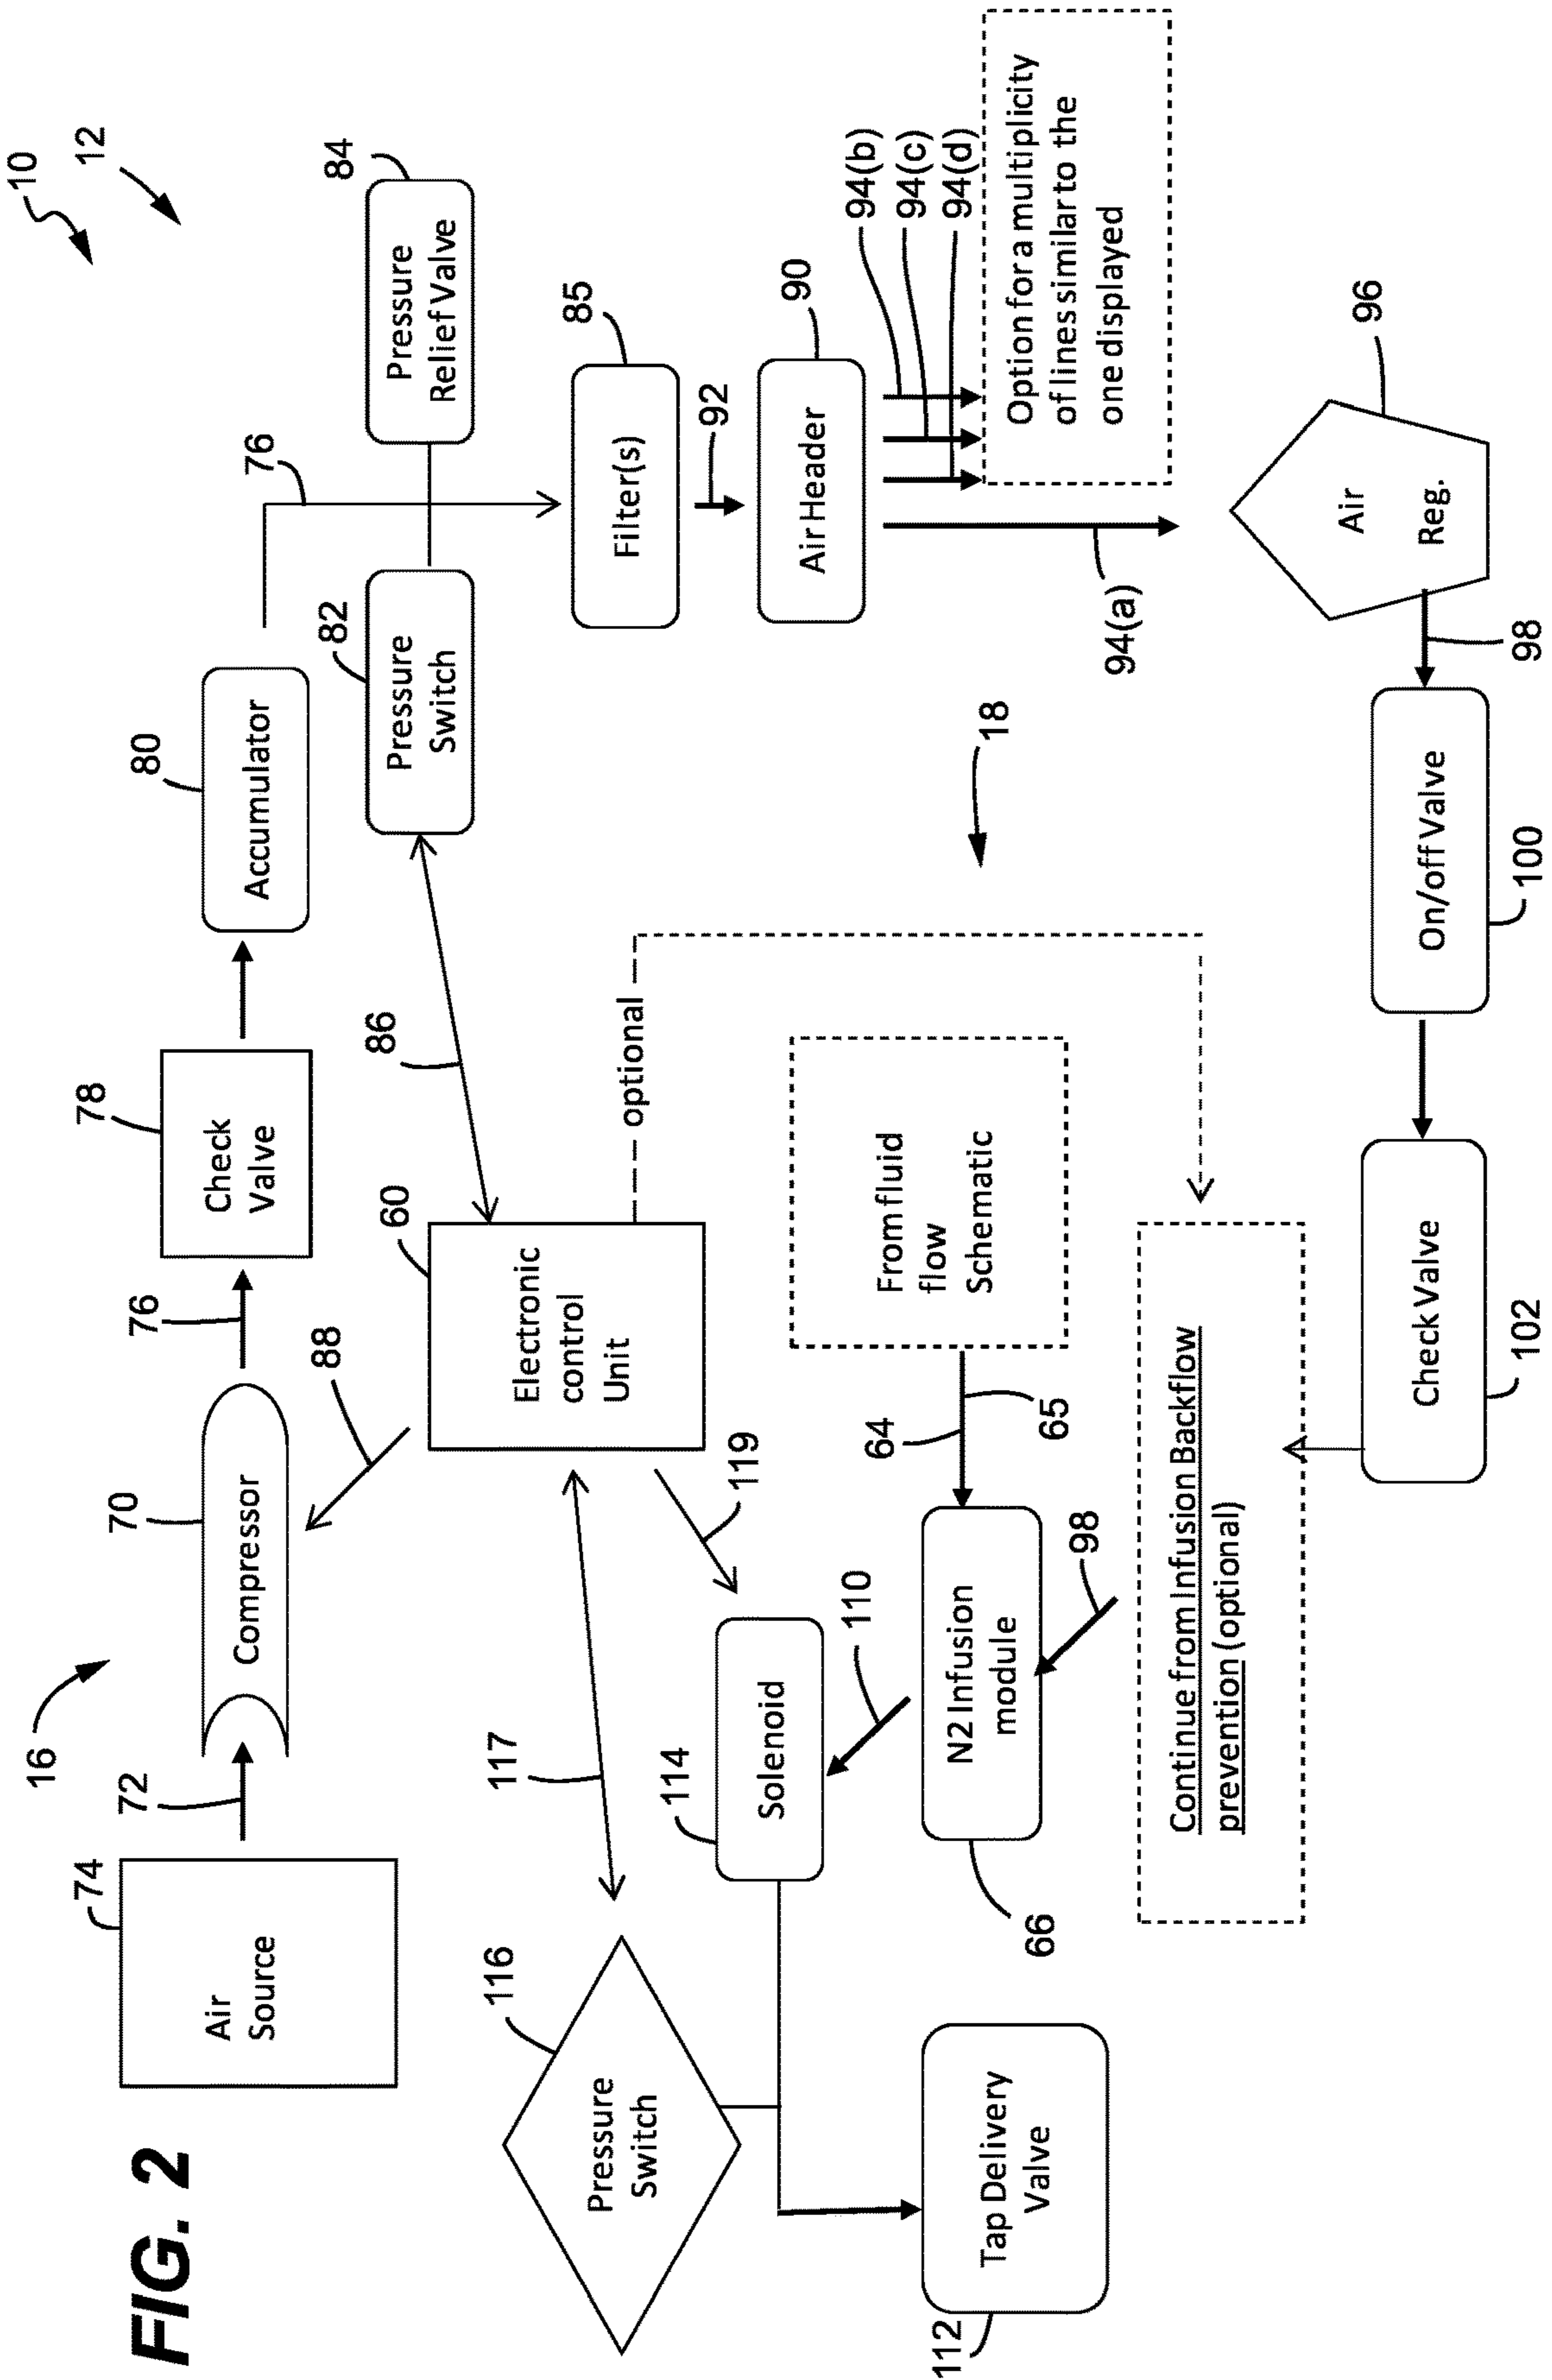 FIG. 2
10
12
16
74
Air
Source
72
70
Compressor
76
78
Check
Valve
80
Accumulator
76
82
Pressure
Switch
84
Pressure
Relief Valve
86
88
60
Electronic
control
Unit
optional
85
Filter(s)
92
90
Air Header
94(b)
94(c)
94(d)
94(a)
Option for a multiplicity
of lines similar to the
one displayed
18
116
Pressure
Switch
117
119
114
Solenoid
110
64
65
From fluid
flow
Schematic
66
N2 Infusion
module
98
112
Tap Delivery
Valve
Continue from Infusion Backflow
prevention (optional)
102
Check Valve
100
On/off Valve
98
96
Air
Reg.